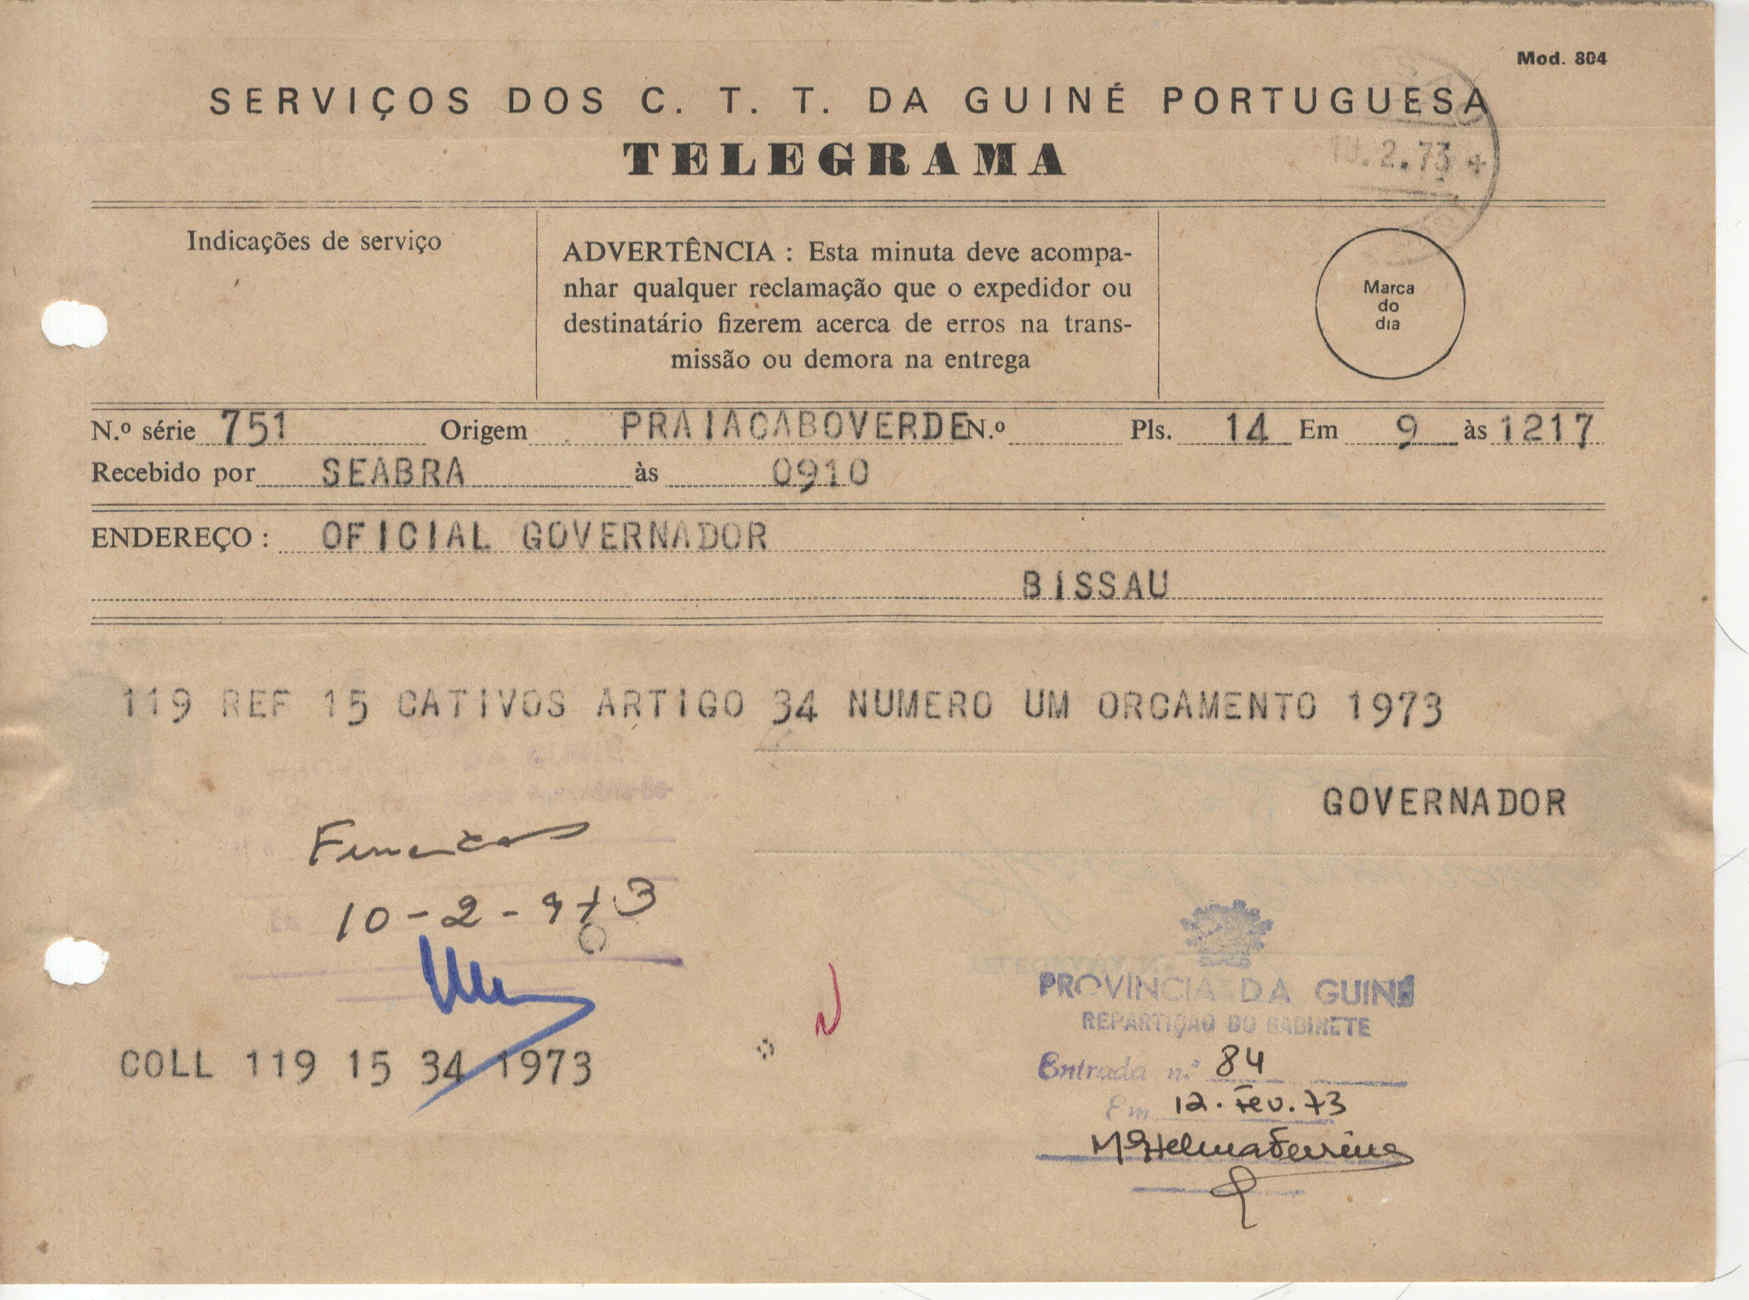 Mod. 804
SERVIÇOS DOS C. T. T. DA GUINÉ PORTUGUESA
TELEGRAMA
.2.73
Indicações de serviço
ADVERTÊNCIA : Esta minuta deve acompa-
nhar qualquer reclamação que o expedidor ou
destinatário fizerem acerca de erros na trans-
missão ou demora na entrega
Marca
do
dia
N.º série 751 Origem PRAIACABOVERDE N.º Pls. 14 Em 9 às 1217
Recebido por SEABRA às 0910
ENDEREÇO : OFICIAL GOVERNADOR
BISSAU
119 REF 15 CATIVOS ARTIGO 34 NUMERO UM ORCAMENTO 1973
GOVERNADOR
10-2-973
PROVINCIA DA GUINÉ
REPARTIÇÃO DO GABINETE
COLL 119 15 34 1973
Entrada n.º 84
Em 12. Fev. 73